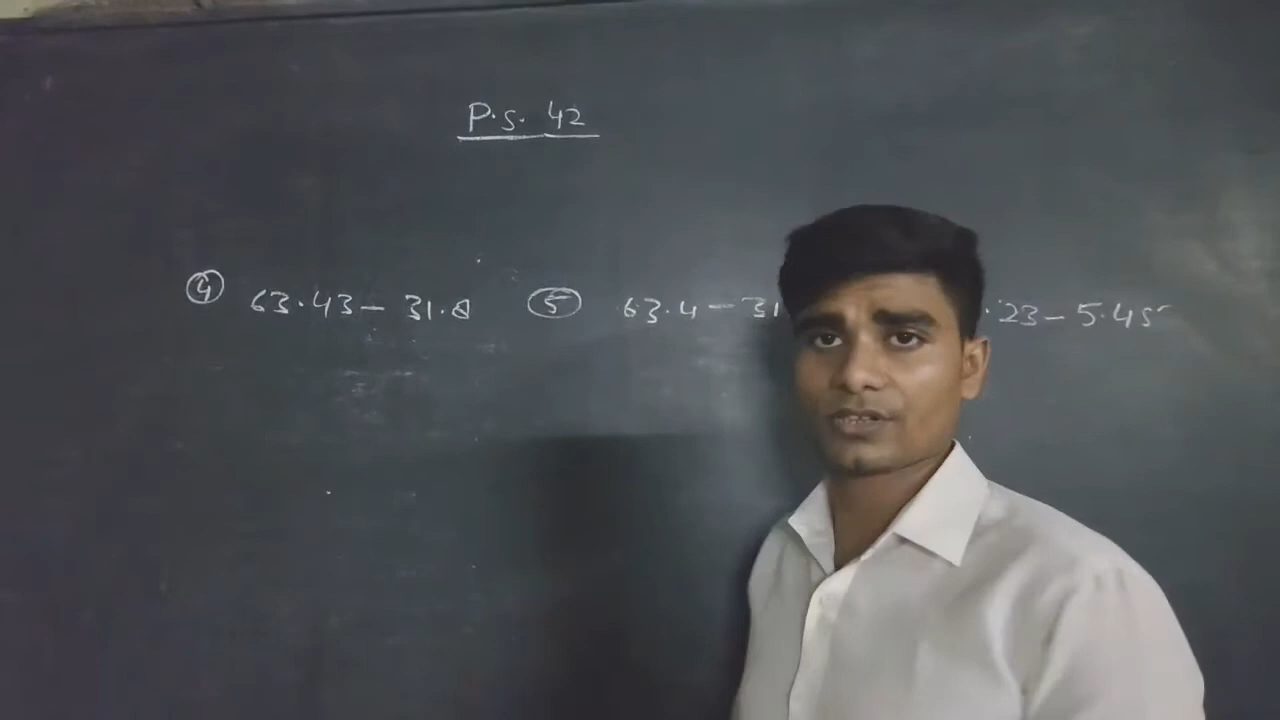 P.S. 42
④ 63.43 - 31.8 ⑤ 63.4 - 31 .23 - 5.45